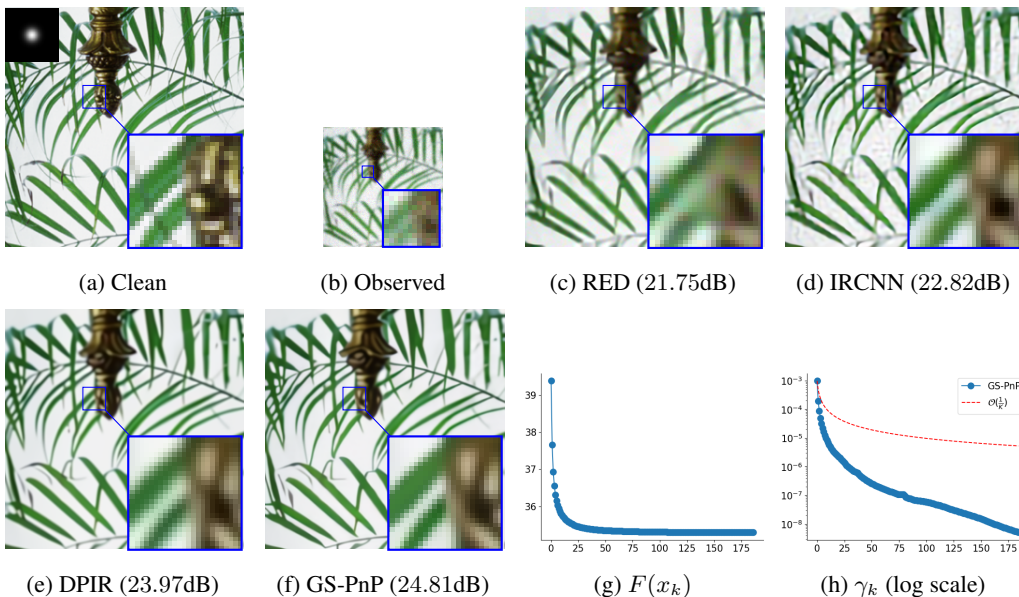 (a) Clean
(b) Observed
(c) RED (21.75dB)
(d) IRCNN (22.82dB)
39
38
37
36
0 25 50 75 100 125 150 175
10⁻³
10⁻⁴
10⁻⁵
10⁻⁶
10⁻⁷
10⁻⁸
GS-PnP
𝒪(1/K)
0 25 50 75 100 125 150 175
(e) DPIR (23.97dB)
(f) GS-PnP (24.81dB)
(g) F(xₖ)
(h) γₖ (log scale)